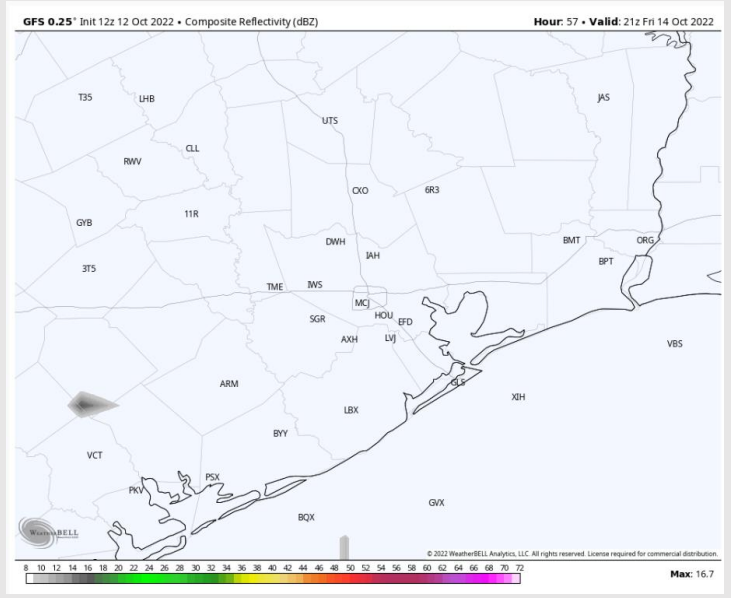 GFS 0.25° Init 12z 12 Oct 2022 • Composite Reflectivity (dBZ) Hour: 57 • Valid: 21z Fri 14 Oct 2022
T35 LHB JAS
UTS
CLL
RWV
CXO 6R3
11R
GYB
DWH BMT ORG
IAH
BPT
3T5
TME IWS
MCJ
SGR HOU EFD
AXH LVJ
VBS
ARM GLS
XIH
LBX
BYY
VCT
PSX
PKV
GVX
BQX
WEATHERBELL
© 2022 WeatherBELL Analytics, LLC. All rights reserved. License required for commercial distribution.
8 10 12 14 16 17 18 19 20 22 24 26 28 30 32 34 36 38 40 42 44 46 48 50 52 54 56 58 60 62 64 66 67 68 70 72
Max: 16.7